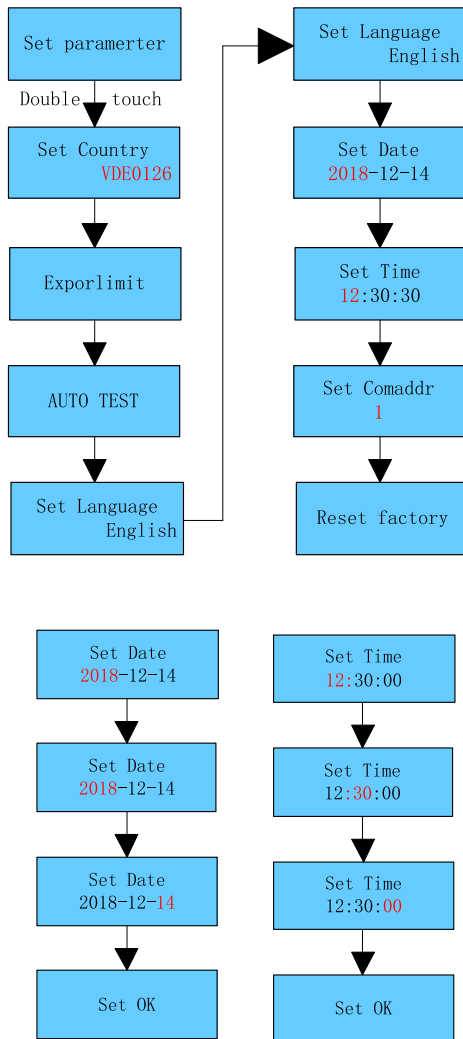 Set paramerter
Double touch
Set Country
VDE0126
Exporlimit
AUTO TEST
Set Language
English
Set Language
English
Set Date
2018-12-14
Set Time
12:30:30
Set Comaddr
1
Reset factory
Set Date
2018-12-14
Set Date
2018-12-14
Set Date
2018-12-14
Set OK
Set Time
12:30:00
Set Time
12:30:00
Set Time
12:30:00
Set OK